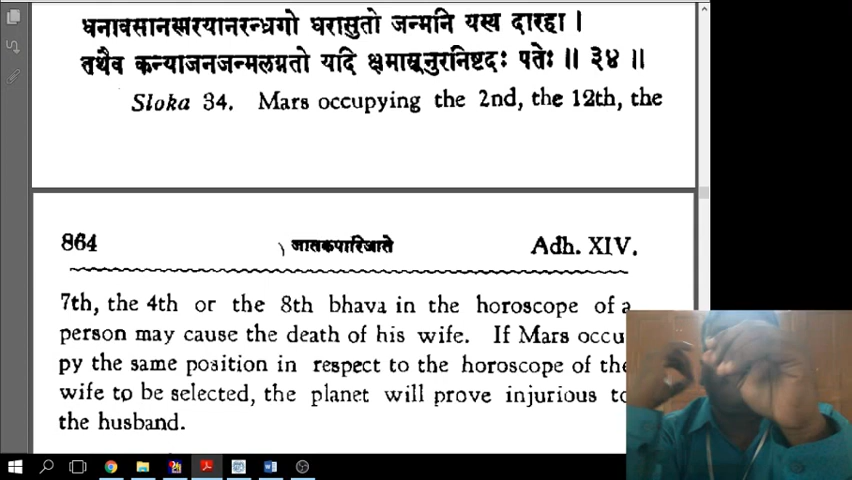 धनावसानस्मरयानरन्ध्रगो धरासुतो जन्मनि यस्य दारहा ।
तथैव कन्याजनजन्मलग्नतो यदि क्षमासूनुरनिष्टदः पतेः ॥ ३४ ॥
Sloka 34. Mars occupying the 2nd, the 12th, the
864 जातकपारिजाते Adh. XIV.
7th, the 4th or the 8th bhava in the horoscope of a
person may cause the death of his wife. If Mars occu
py the same position in respect to the horoscope of the
wife to be selected, the planet will prove injurious to
the husband.